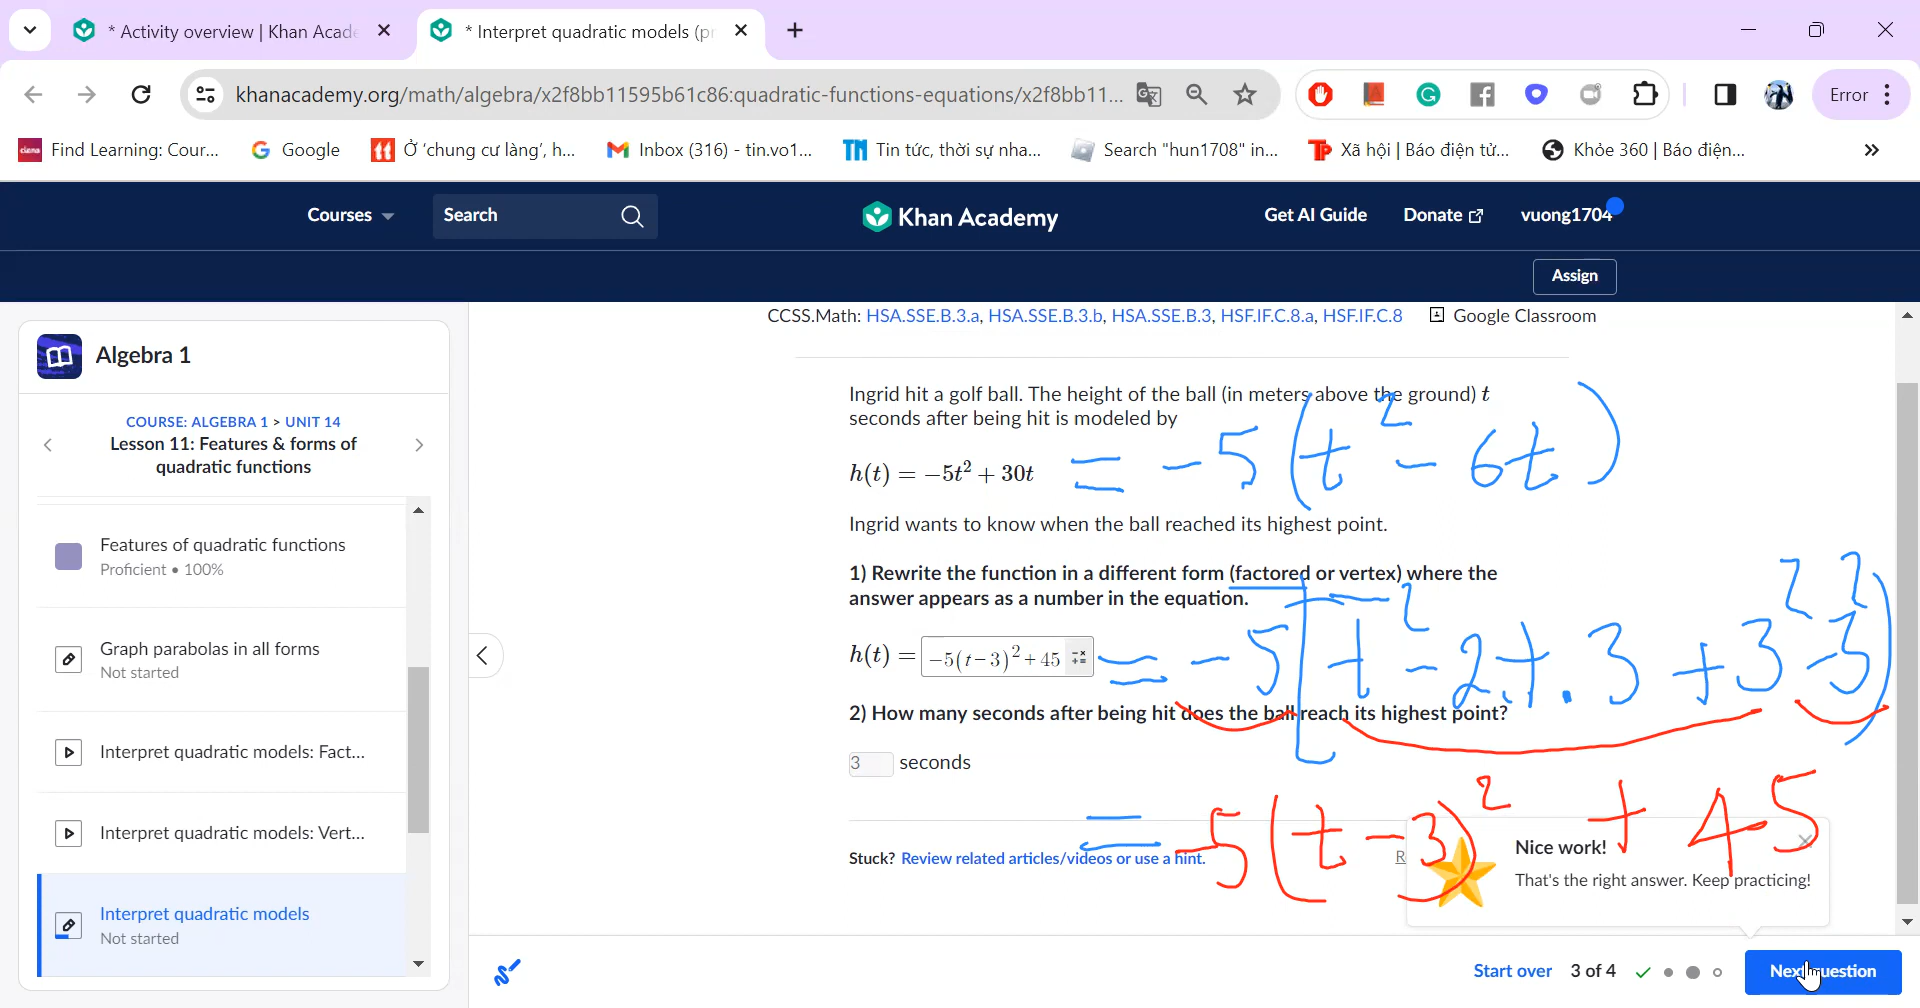 * Activity overview | Khan Acade
* Interpret quadratic models (pr
khanacademy.org/math/algebra/x2f8bb11595b61c86:quadratic-functions-equations/x2f8bb11...
Error
Find Learning: Cour...
Google
Ở 'chung cư làng', h...
Inbox (316) - tin.vo1...
Tin tức, thời sự nha...
Search "hun1708" in...
Xã hội | Báo điện tử...
Khỏe 360 | Báo điện...
Courses
Search
Khan Academy
Get AI Guide
Donate
vuong1704
Assign
CCSS.Math: HSA.SSE.B.3.a, HSA.SSE.B.3.b, HSA.SSE.B.3, HSF.IF.C.8.a, HSF.IF.C.8
Google Classroom
Algebra 1
COURSE: ALGEBRA 1 > UNIT 14
Lesson 11: Features & forms of
quadratic functions
Features of quadratic functions
Proficient • 100%
Graph parabolas in all forms
Not started
Interpret quadratic models: Fact...
Interpret quadratic models: Vert...
Interpret quadratic models
Not started
Ingrid hit a golf ball. The height of the ball (in meters above the ground) t
seconds after being hit is modeled by
h(t) = −5t² + 30t = −5(t² − 6t)
Ingrid wants to know when the ball reached its highest point.
1) Rewrite the function in a different form (factored or vertex) where the
answer appears as a number in the equation.
h(t) = −5(t−3)²+45 = −5[t² − 2.t.3 + 3² − 3²)
2) How many seconds after being hit does the ball reach its highest point?
3 seconds
= −5(t−3)² + 45
Stuck? Review related articles/videos or use a hint.
R
Nice work!
That's the right answer. Keep practicing!
Start over
3 of 4
Next question